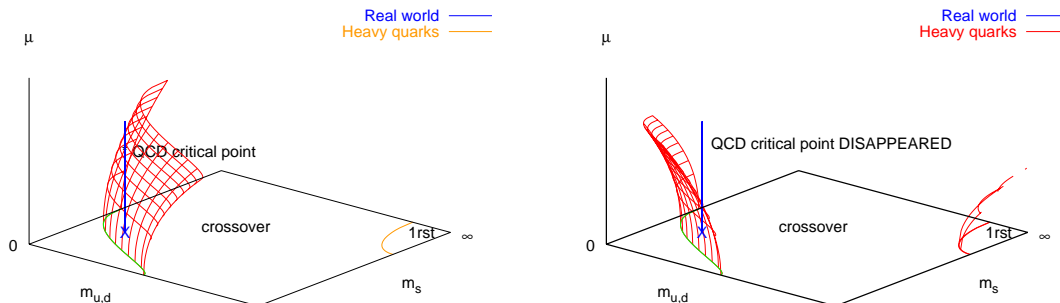 Real world
Heavy quarks
μ
QCD critical point
crossover
X
0
1rst
∞
m_s
m_{u,d}
Real world
Heavy quarks
μ
QCD critical point DISAPPEARED
crossover
X
0
1rst
∞
m_s
m_{u,d}